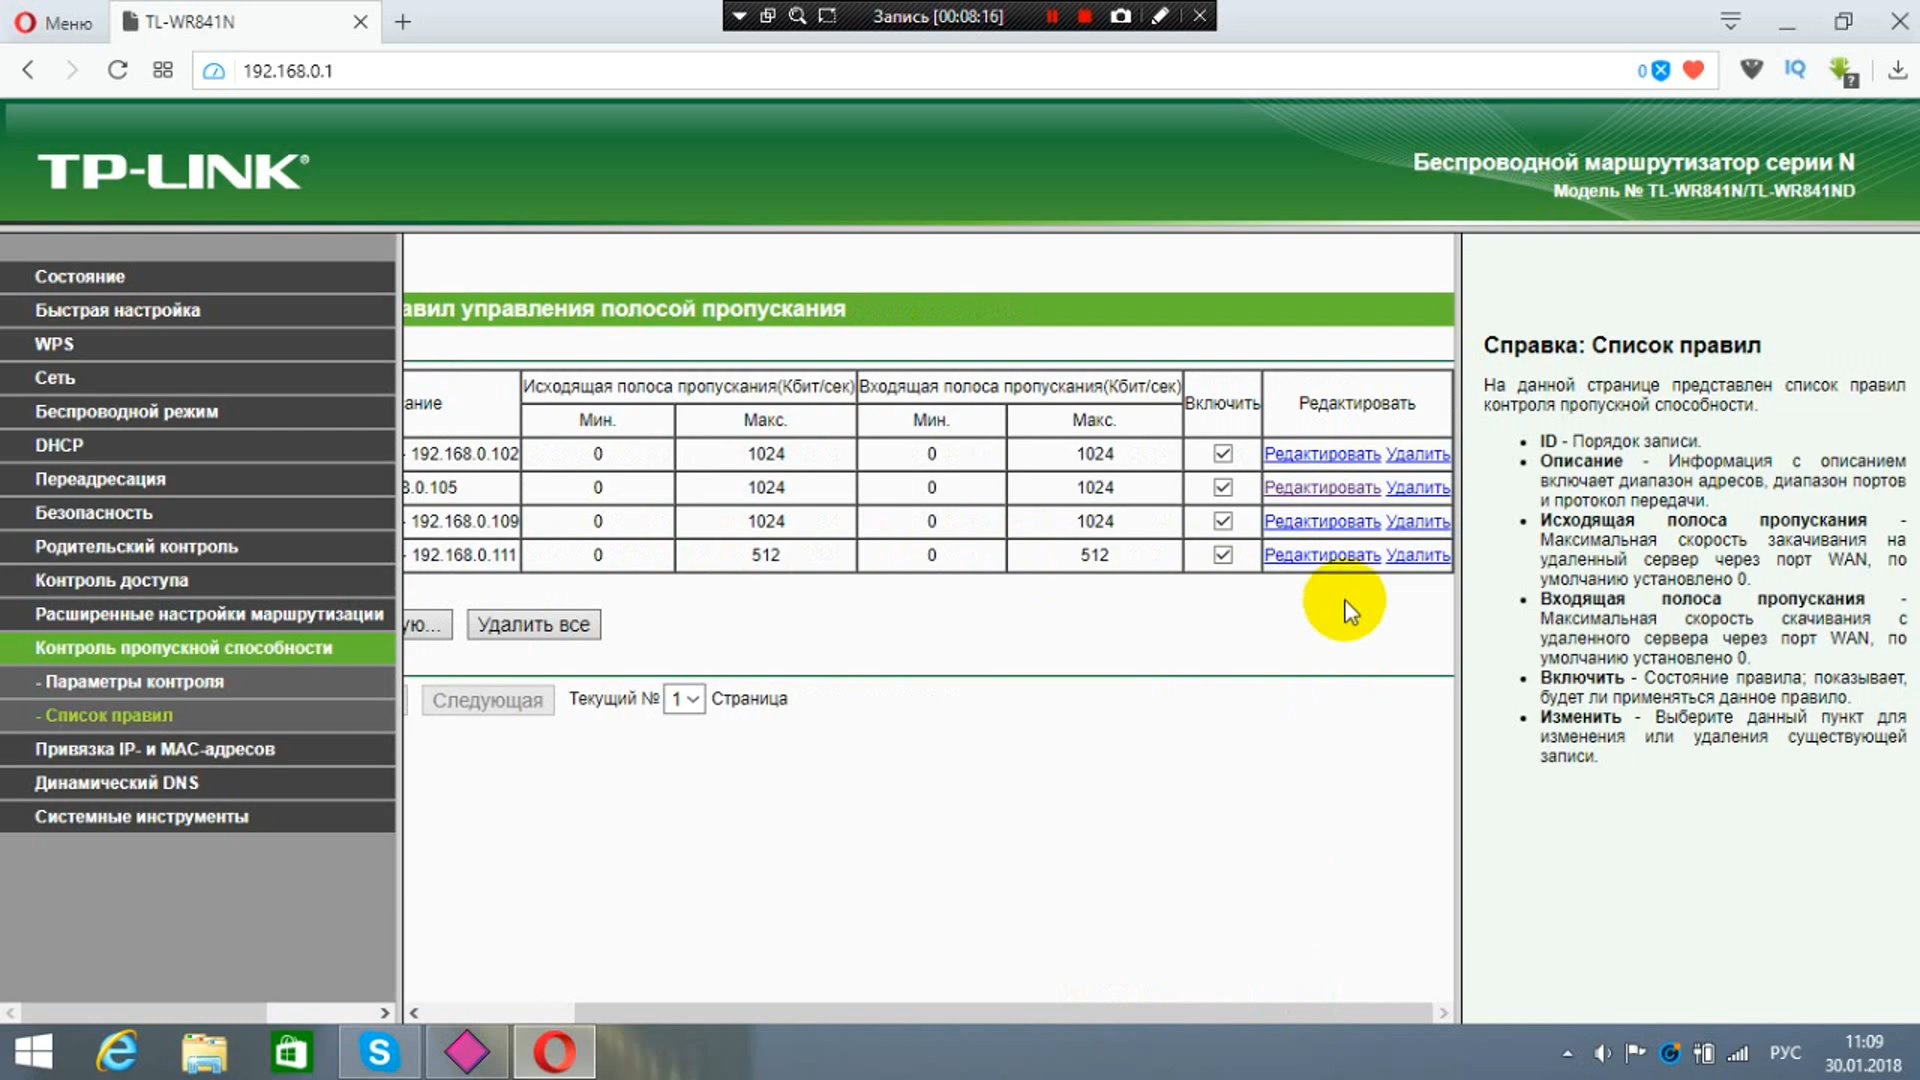 Меню
TL-WR841N
Запись [00:08:16]
192.168.0.1
0
IQ
?
TP-LINK®
Беспроводной маршрутизатор серии N
Модель № TL-WR841N/TL-WR841ND
Состояние
Быстрая настройка
WPS
Сеть
Беспроводной режим
DHCP
Переадресация
Безопасность
Родительский контроль
Контроль доступа
Расширенные настройки маршрутизации
Контроль пропускной способности
- Параметры контроля
- Список правил
Привязка IP- и MAC-адресов
Динамический DNS
Системные инструменты
авил управления полосой пропускания
ание Исходящая полоса пропускания(Кбит/сек) Входящая полоса пропускания(Кбит/сек) Включить Редактировать
Мин. Макс. Мин. Макс.
- 192.168.0.102 0 1024 0 1024 Редактировать Удалить
8.0.105 0 1024 0 1024 Редактировать Удалить
- 192.168.0.109 0 1024 0 1024 Редактировать Удалить
- 192.168.0.111 0 512 0 512 Редактировать Удалить
ую... Удалить все
Следующая Текущий № 1 Страница
Справка: Список правил
На данной странице представлен список правил
контроля пропускной способности.
• ID - Порядок записи.
• Описание - Информация с описанием
включает диапазон адресов, диапазон портов
и протокол передачи.
• Исходящая полоса пропускания -
Максимальная скорость закачивания на
удаленный сервер через порт WAN, по
умолчанию установлено 0.
• Входящая полоса пропускания -
Максимальная скорость скачивания с
удаленного сервера через порт WAN, по
умолчанию установлено 0.
• Включить - Состояние правила; показывает,
будет ли применяться данное правило.
• Изменить - Выберите данный пункт для
изменения или удаления существующей
записи.
РУС
11:09
30.01.2018